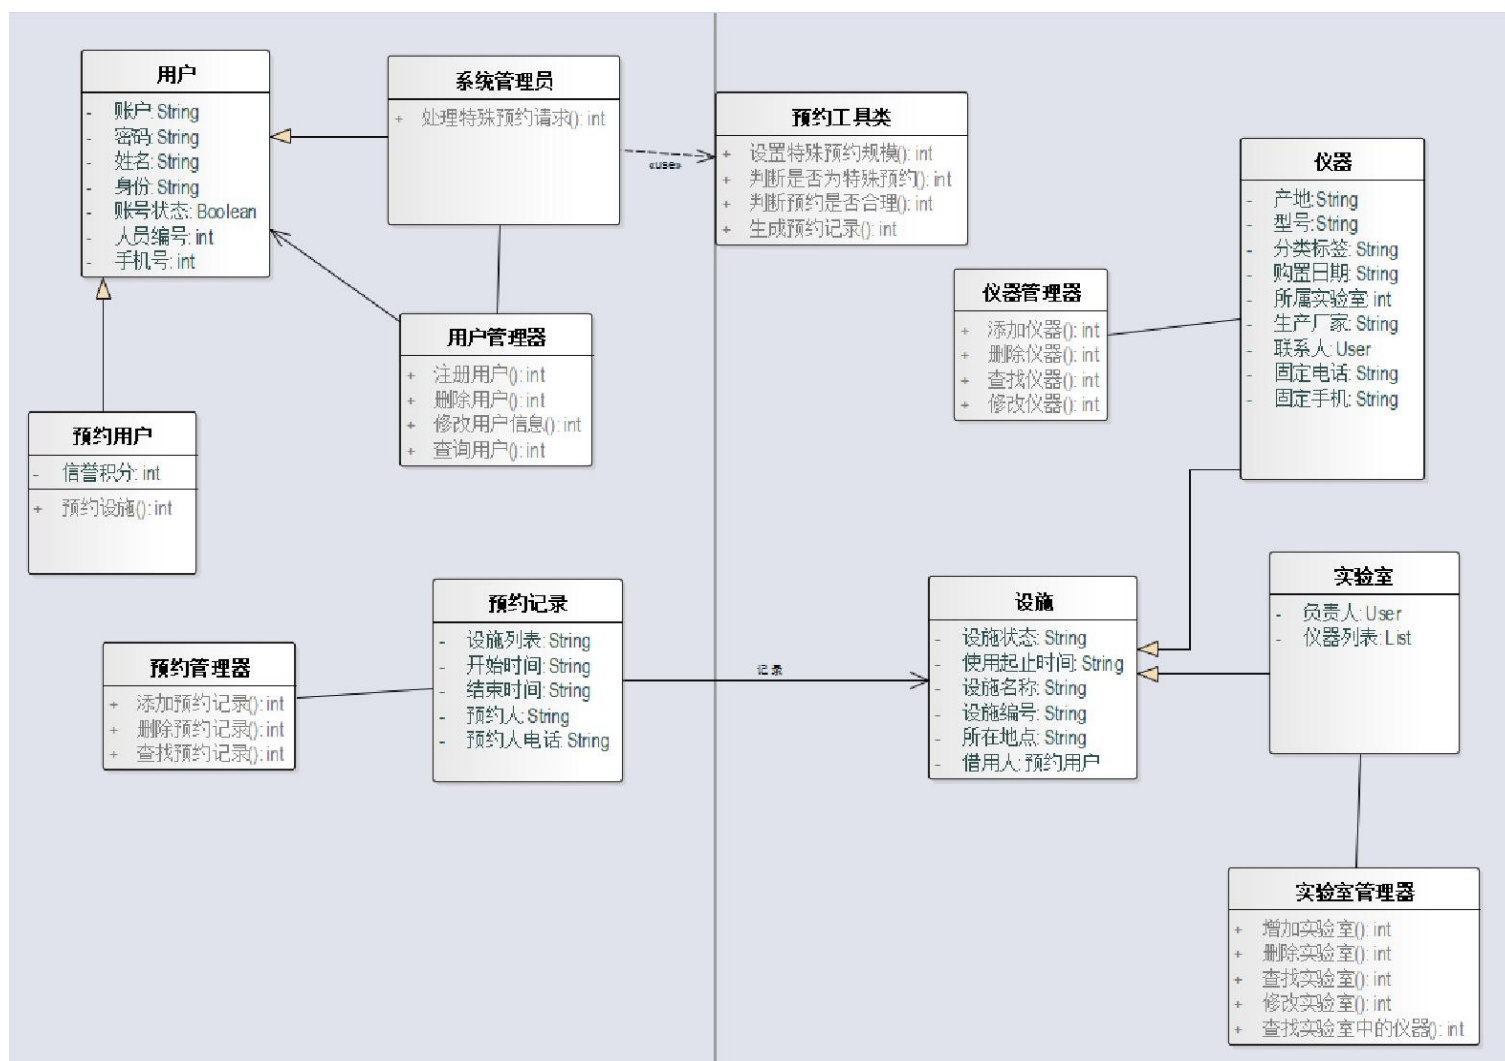 用户
- 账户: String
- 密码: String
- 姓名: String
- 身份: String
- 账号状态: Boolean
- 人员编号: int
- 手机号: int
系统管理员
+ 处理特殊预约请求(): int
«use»
预约工具类
+ 设置特殊预约规模(): int
+ 判断是否为特殊预约(): int
+ 判断预约是否合理(): int
+ 生成预约记录(): int
仪器
- 产地:String
- 型号:String
- 分类标签: String
- 购置日期: String
- 所属实验室: int
- 生产厂家: String
- 联系人: User
- 固定电话: String
- 固定手机: String
仪器管理器
+ 添加仪器(): int
+ 删除仪器(): int
+ 查找仪器(): int
+ 修改仪器(): int
用户管理器
+ 注册用户(): int
+ 删除用户(): int
+ 修改用户信息(): int
+ 查询用户(): int
预约用户
- 信誉积分: int
+ 预约设施(): int
预约管理器
+ 添加预约记录(): int
+ 删除预约记录(): int
+ 查找预约记录(): int
预约记录
- 设施列表: String
- 开始时间: String
- 结束时间: String
- 预约人: String
- 预约人电话: String
记录
设施
- 设施状态: String
- 使用起止时间: String
- 设施名称: String
- 设施编号: String
- 所在地点: String
- 借用人: 预约用户
实验室
- 负责人: User
- 仪器列表: List
实验室管理器
+ 增加实验室(): int
+ 删除实验室(): int
+ 查找实验室(): int
+ 修改实验室(): int
+ 查找实验室中的仪器(): int